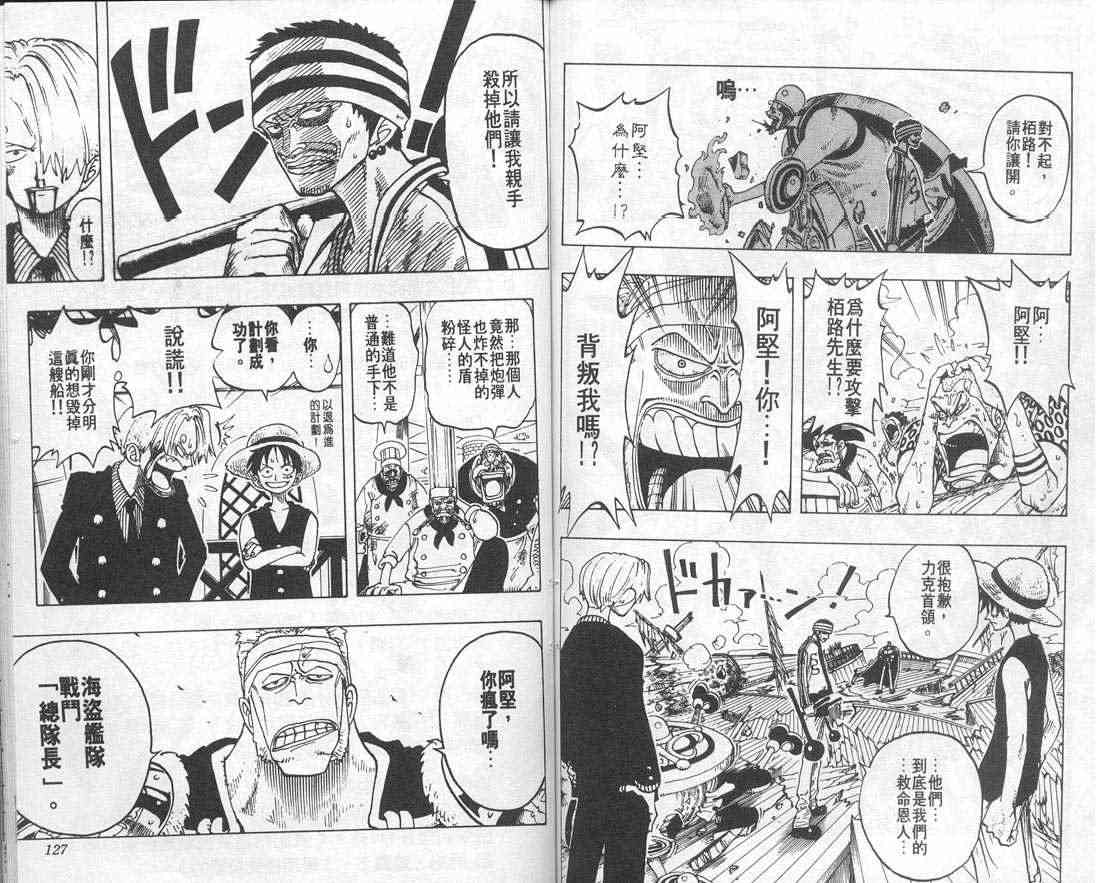 對不起，
栢路！
請你讓開。
嗚…
阿堅…
為什麼…
…!?
阿…
阿堅!!
爲什麼要攻擊
栢路先生!?
阿堅！你…！
背叛我嗎!?
很抱歉，
力克首領。
ドカァ…ン…！
…他們…
到底是我們的
…救命恩人…
所以請讓我親手
殺掉他們！
ドーン！
什麼!?
那…那個人
竟然把炮彈
也炸不掉的
怪人的盾
粉碎……
…難道他不是
普通的手下!…
…你…
你看，
計劃成
功了。
以退爲進
的計劃！
說謊!!
你剛才分明
眞的想毀掉
這艘船!!
阿堅，
你瘋了嗎…
海盜艦隊
戰鬥
「總隊長」。
127